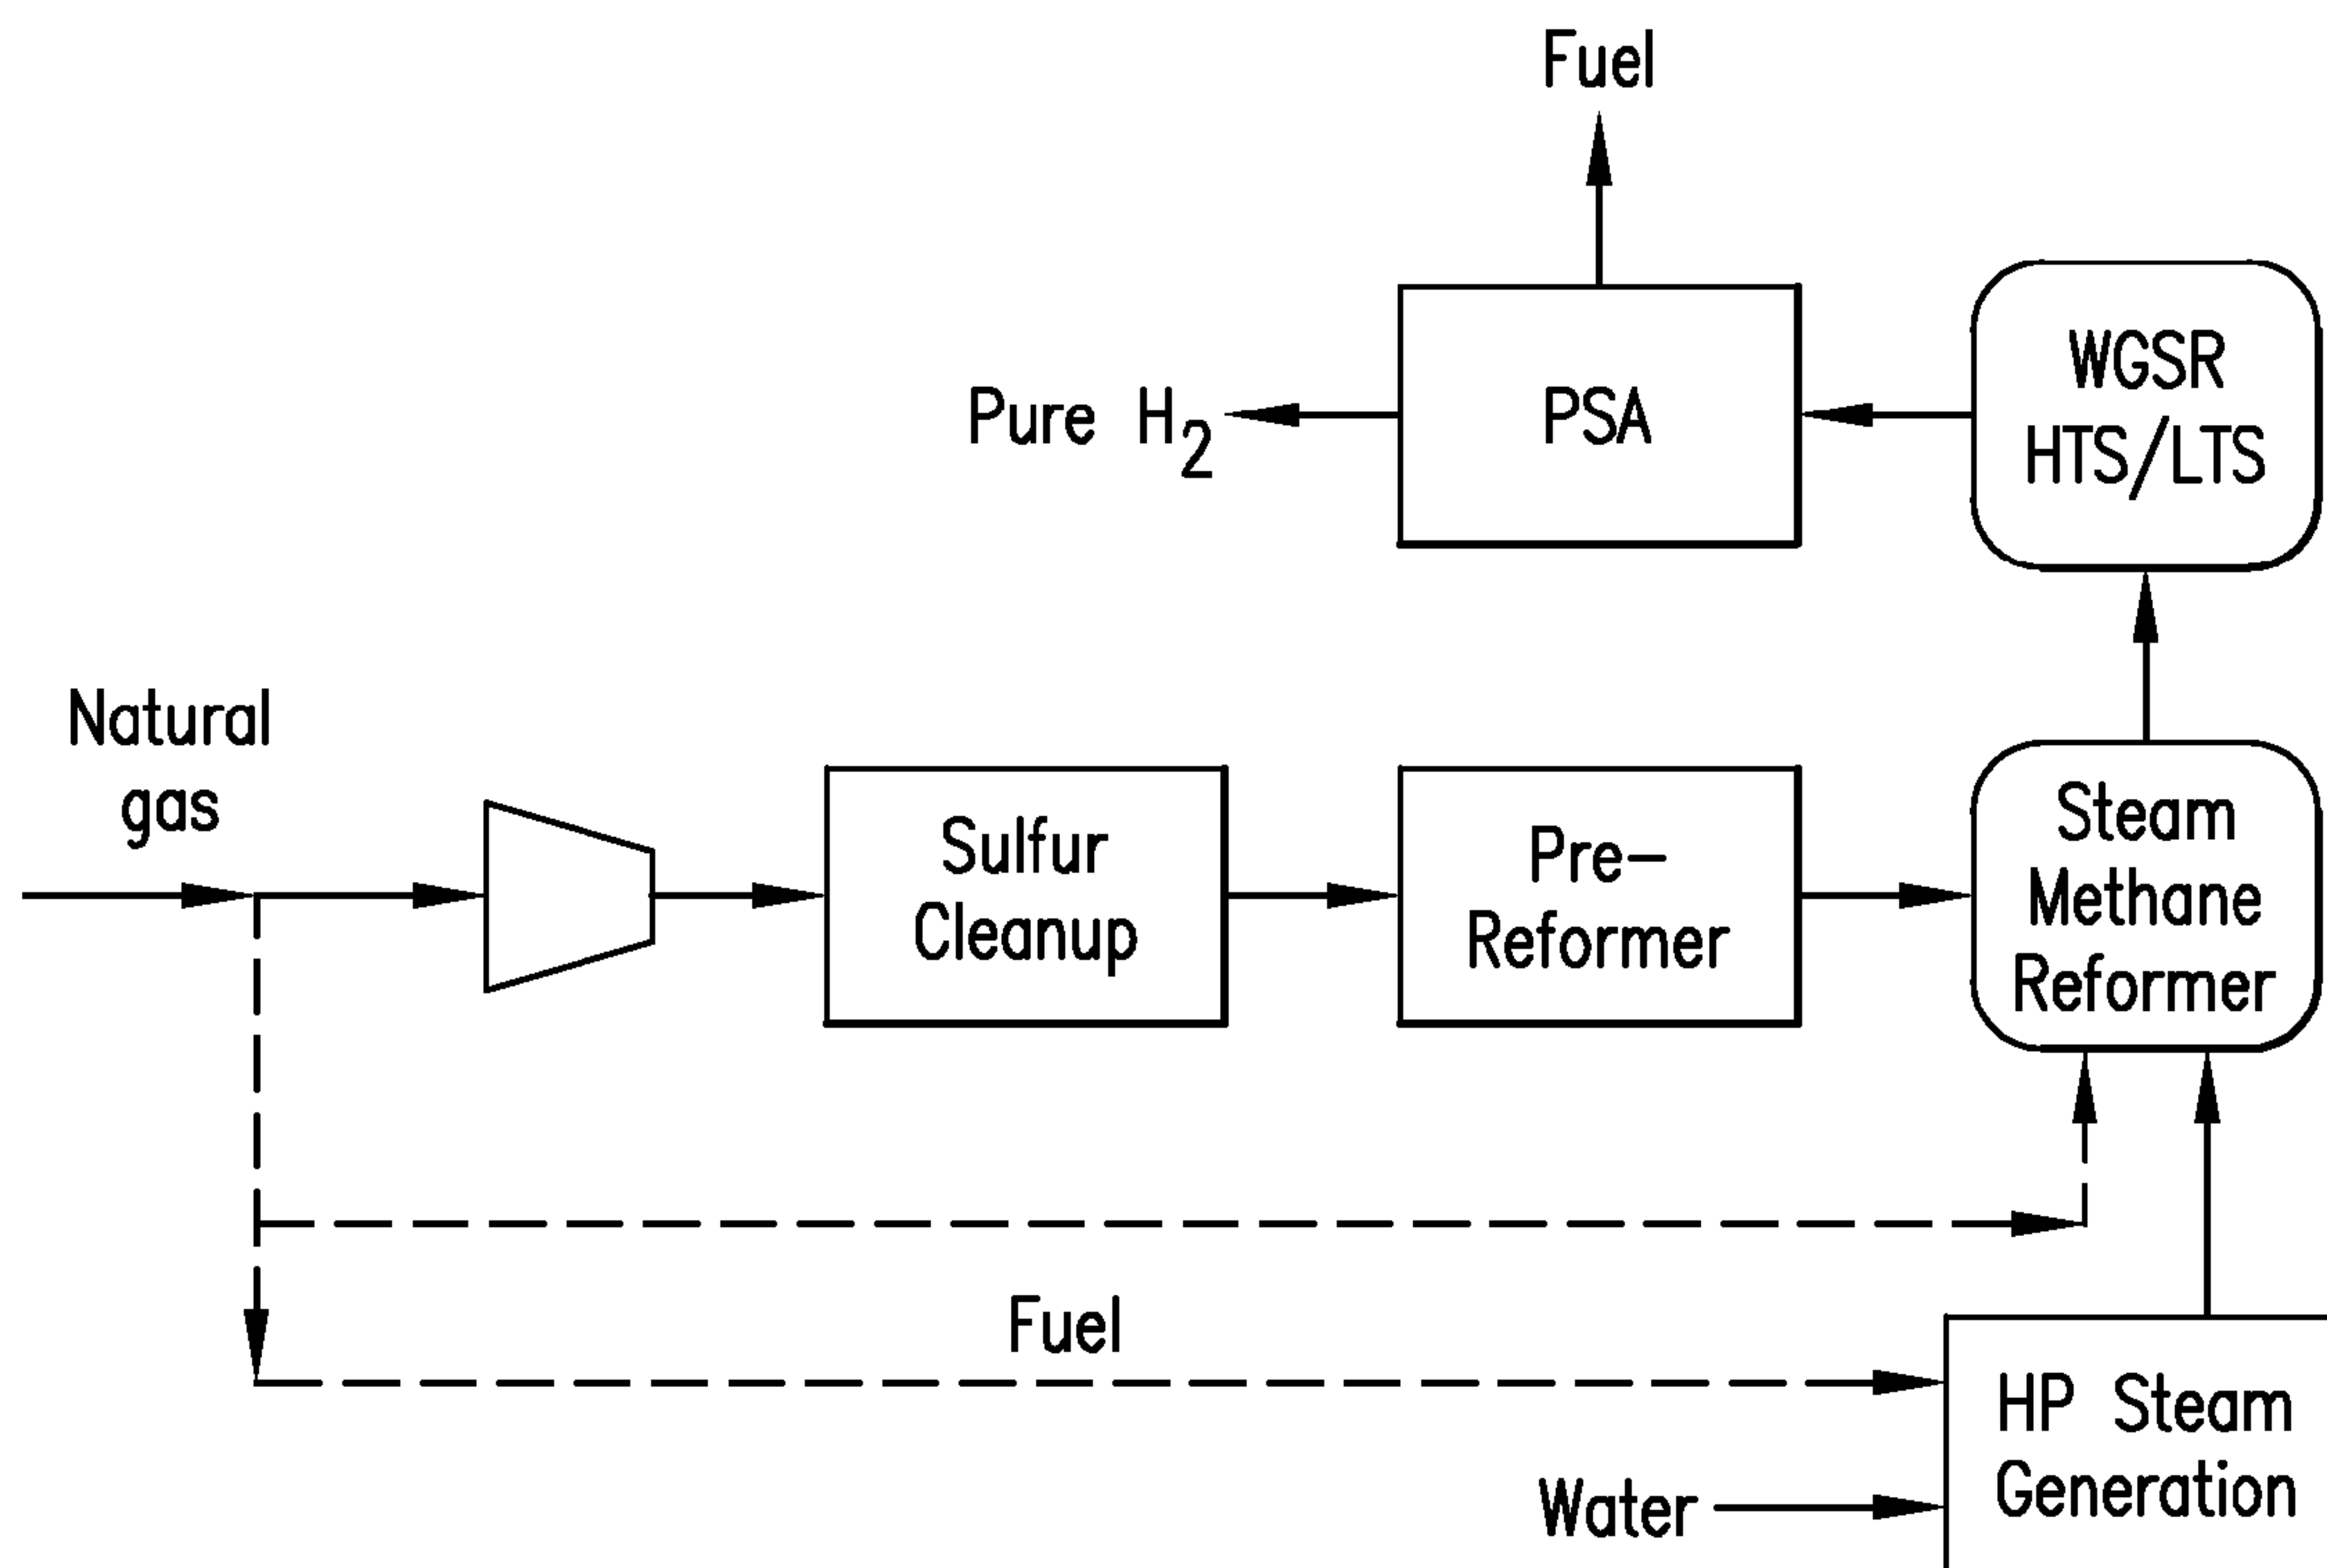 Fuel
Pure H2
PSA
WGSR
HTS/LTS
Natural
gas
Sulfur
Cleanup
Pre-
Reformer
Steam
Methane
Reformer
Fuel
HP Steam
Generation
Water